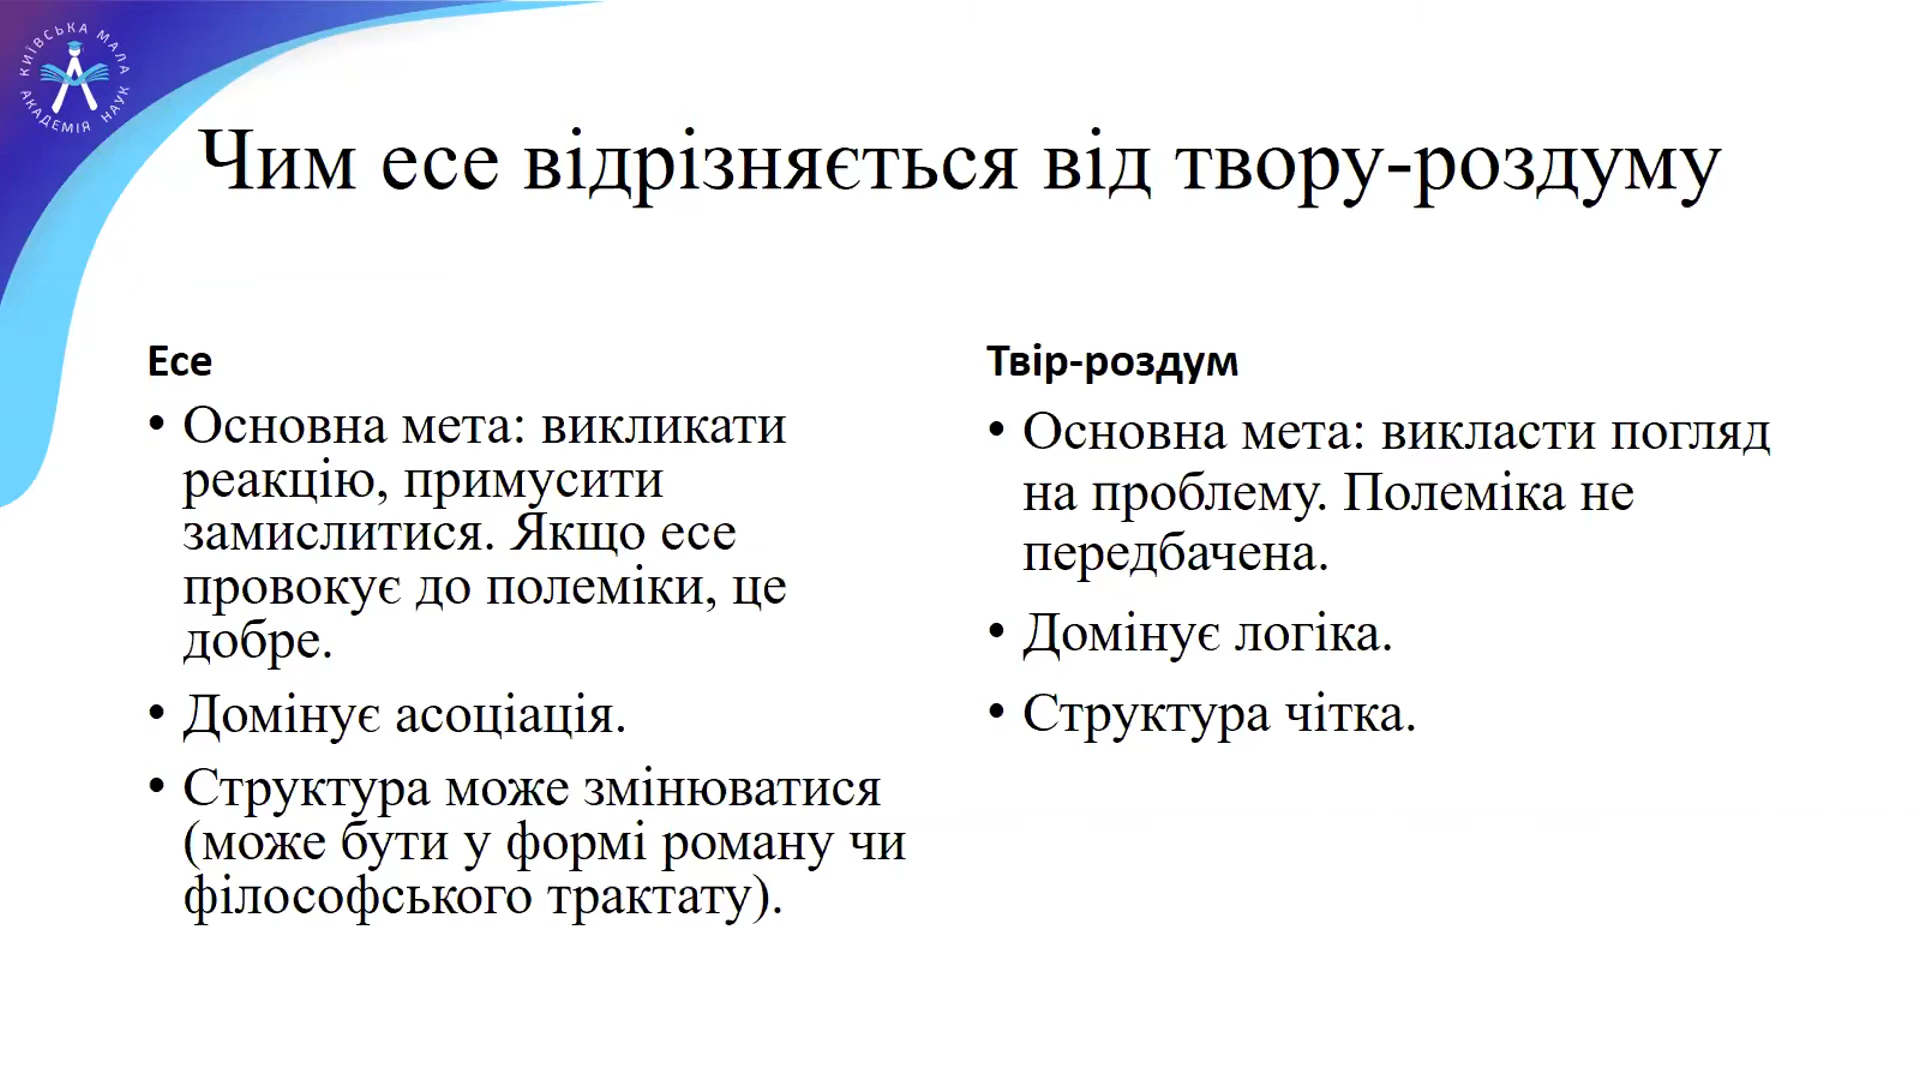 КИЇВСЬКА МАЛА
АКАДЕМІЯ НАУК
Чим есе відрізняється від твору-роздуму
Есе
• Основна мета: викликати
реакцію, примусити
замислитися. Якщо есе
провокує до полеміки, це
добре.
• Домінує асоціація.
• Структура може змінюватися
(може бути у формі роману чи
філософського трактату).
Твір-роздум
• Основна мета: викласти погляд
на проблему. Полеміка не
передбачена.
• Домінує логіка.
• Структура чітка.